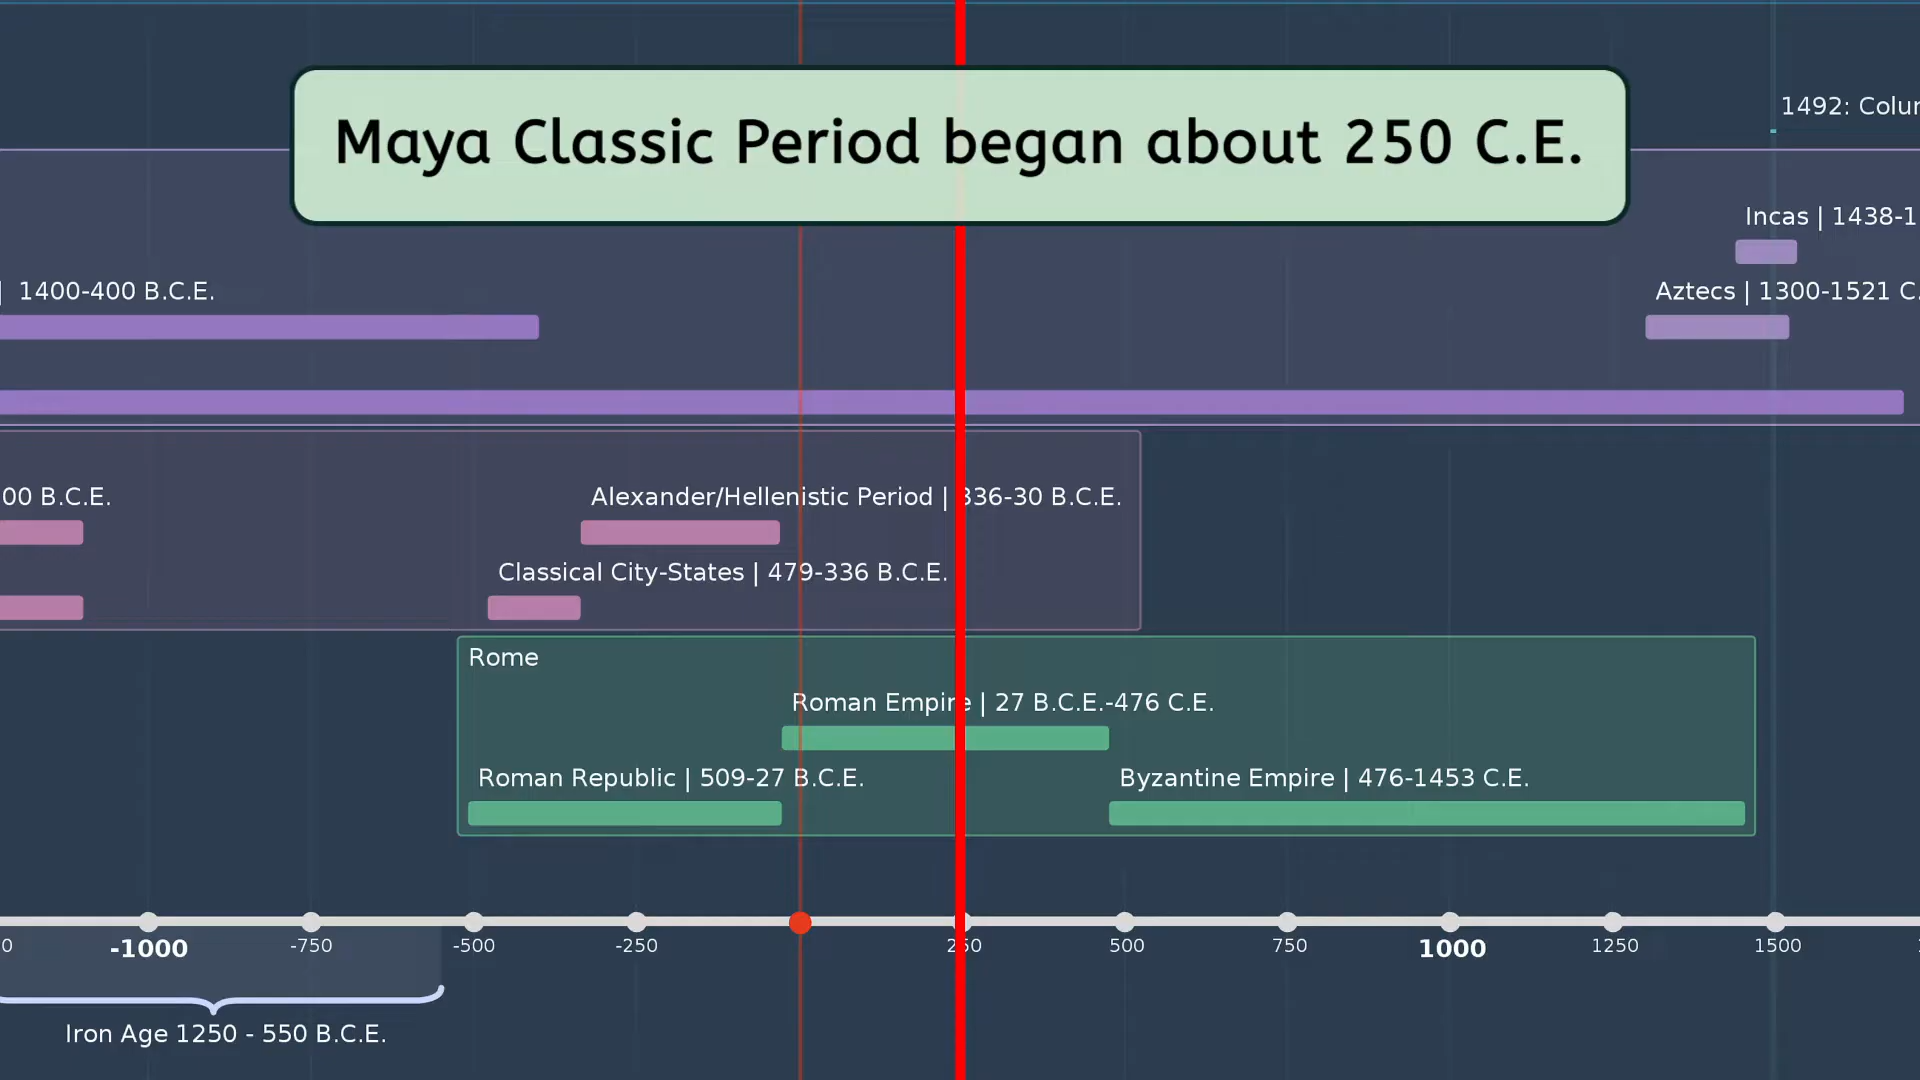 Maya Classic Period began about 250 C.E.
1492: Colu
Incas | 1438-1
| 1400-400 B.C.E.
Aztecs | 1300-1521 C.
00 B.C.E.
Alexander/Hellenistic Period | 336-30 B.C.E.
Classical City-States | 479-336 B.C.E.
Rome
Roman Empire | 27 B.C.E.-476 C.E.
Roman Republic | 509-27 B.C.E.
Byzantine Empire | 476-1453 C.E.
0 -1000 -750 -500 -250 250 500 750 1000 1250 1500
Iron Age 1250 - 550 B.C.E.